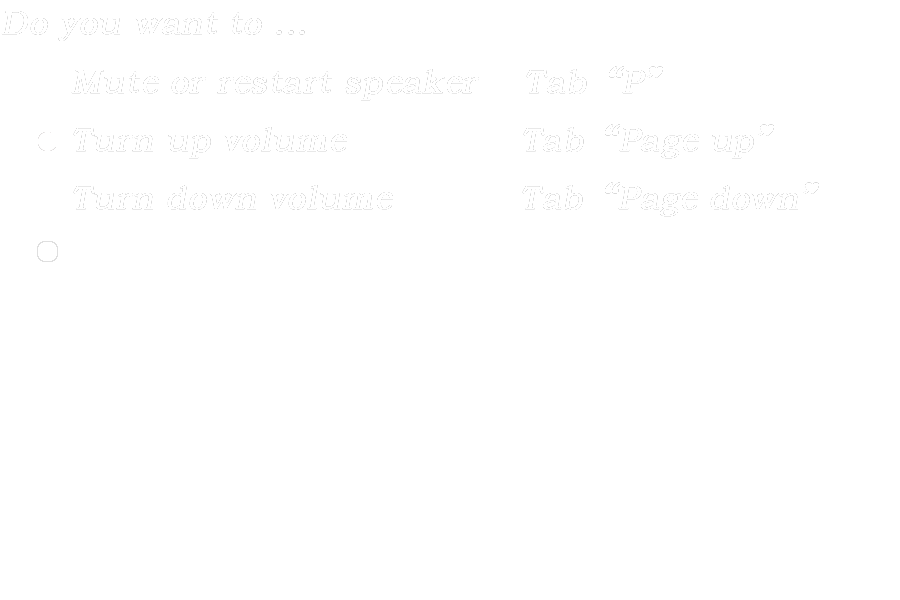 Do you want to ...
Mute or restart speaker Tab “P”
Turn up volume Tab “Page up”
Turn down volume Tab “Page down”